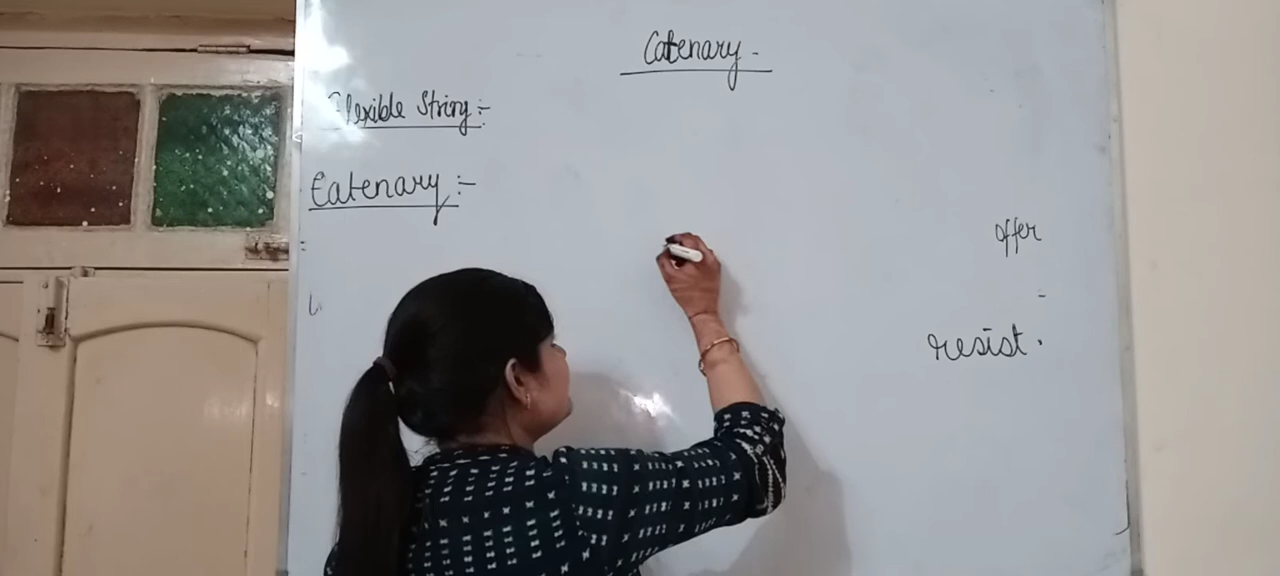 Catenary -
Flexible String :-
Catenary :-
offer
-
resist .